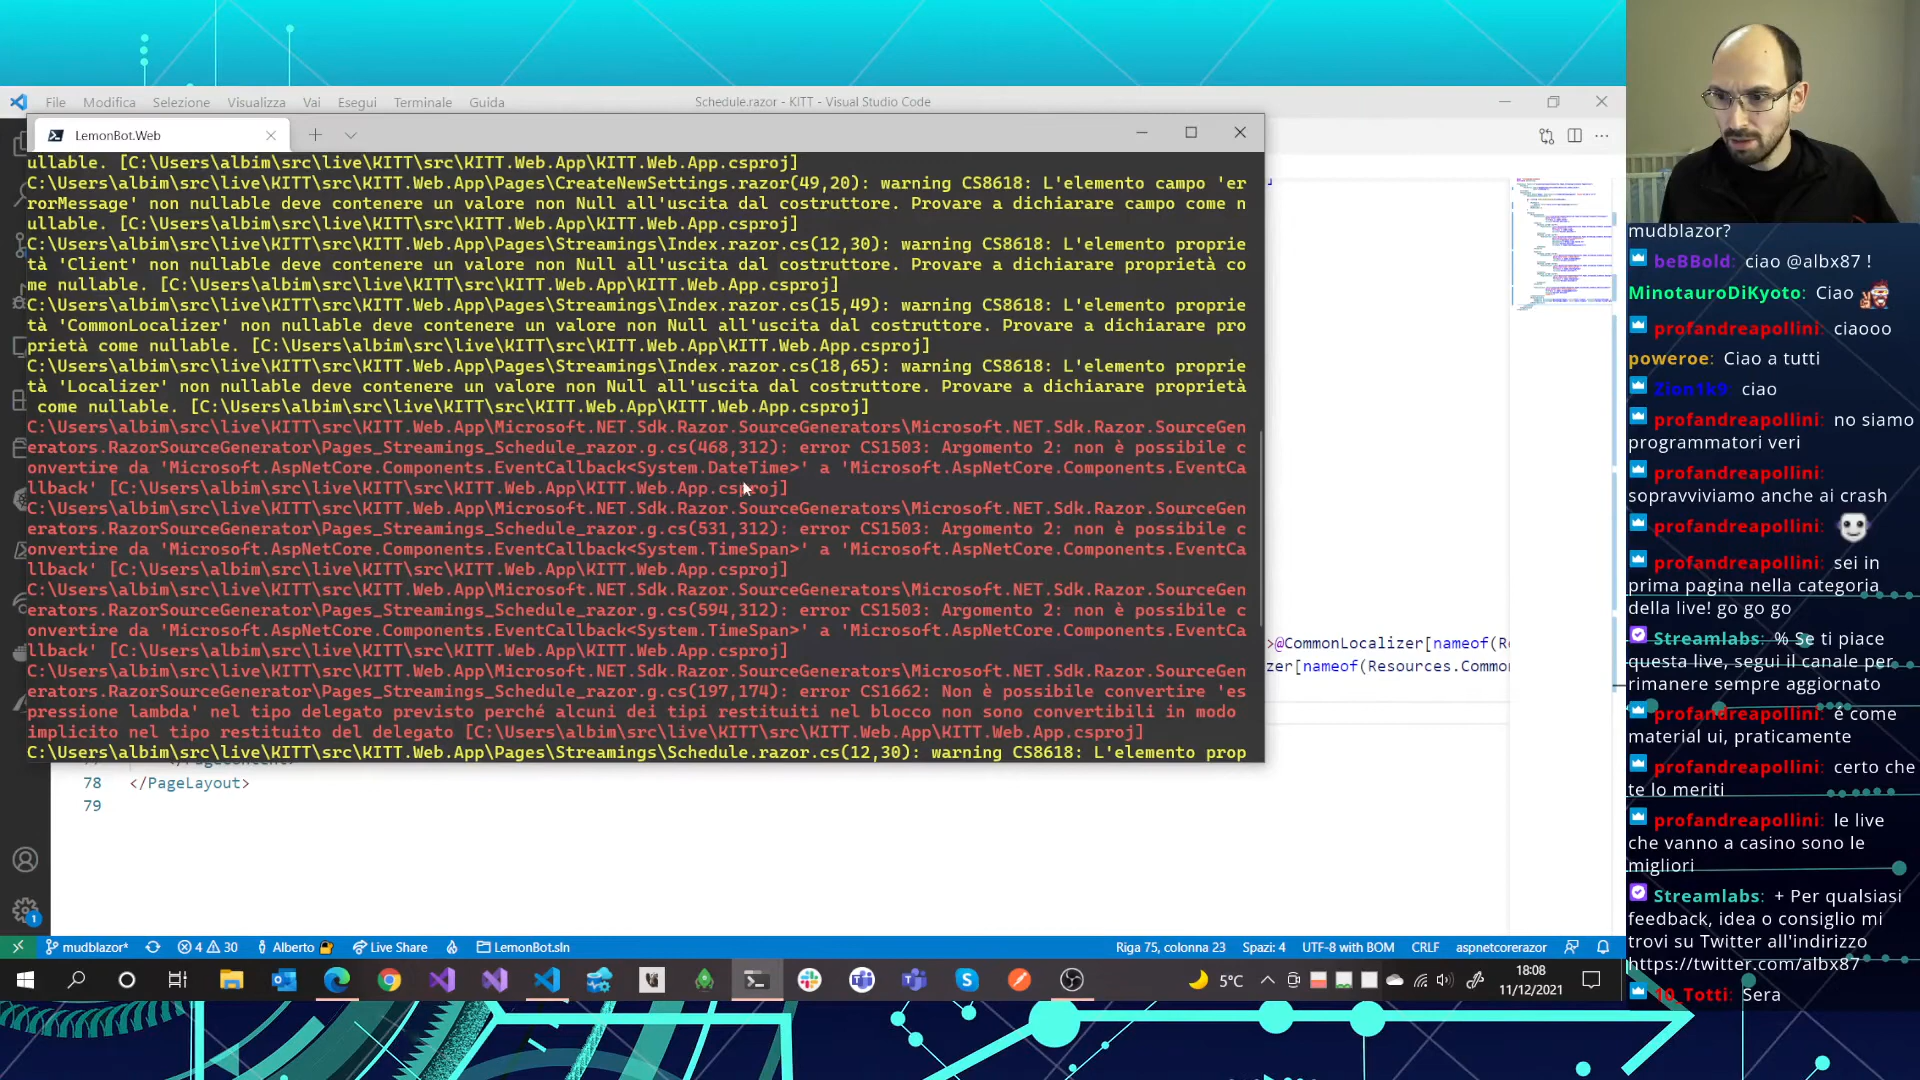 File Modifica Selezione Visualizza Vai Esegui Terminale Guida
Schedule.razor - KITT - Visual Studio Code
LemonBot.Web
ullable. [C:\Users\albim\src\live\KITT\src\KITT.Web.App\KITT.Web.App.csproj]
C:\Users\albim\src\live\KITT\src\KITT.Web.App\Pages\CreateNewSettings.razor(49,20): warning CS8618: L'elemento campo 'er
rorMessage' non nullable deve contenere un valore non Null all'uscita dal costruttore. Provare a dichiarare campo come n
ullable. [C:\Users\albim\src\live\KITT\src\KITT.Web.App\KITT.Web.App.csproj]
C:\Users\albim\src\live\KITT\src\KITT.Web.App\Pages\Streamings\Index.razor.cs(12,30): warning CS8618: L'elemento proprie
tà 'Client' non nullable deve contenere un valore non Null all'uscita dal costruttore. Provare a dichiarare proprietà co
me nullable. [C:\Users\albim\src\live\KITT\src\KITT.Web.App\KITT.Web.App.csproj]
C:\Users\albim\src\live\KITT\src\KITT.Web.App\Pages\Streamings\Index.razor.cs(15,49): warning CS8618: L'elemento proprie
tà 'CommonLocalizer' non nullable deve contenere un valore non Null all'uscita dal costruttore. Provare a dichiarare pro
prietà come nullable. [C:\Users\albim\src\live\KITT\src\KITT.Web.App\KITT.Web.App.csproj]
C:\Users\albim\src\live\KITT\src\KITT.Web.App\Pages\Streamings\Index.razor.cs(18,65): warning CS8618: L'elemento proprie
tà 'Localizer' non nullable deve contenere un valore non Null all'uscita dal costruttore. Provare a dichiarare proprietà
come nullable. [C:\Users\albim\src\live\KITT\src\KITT.Web.App\KITT.Web.App.csproj]
C:\Users\albim\src\live\KITT\src\KITT.Web.App\Microsoft.NET.Sdk.Razor.SourceGenerators\Microsoft.NET.Sdk.Razor.SourceGen
erators.RazorSourceGenerator\Pages_Streamings_Schedule_razor.g.cs(468,312): error CS1503: Argomento 2: non è possibile c
onvertire da 'Microsoft.AspNetCore.Components.EventCallback<System.DateTime>' a 'Microsoft.AspNetCore.Components.EventCa
llback' [C:\Users\albim\src\live\KITT\src\KITT.Web.App\KITT.Web.App.csproj]
C:\Users\albim\src\live\KITT\src\KITT.Web.App\Microsoft.NET.Sdk.Razor.SourceGenerators\Microsoft.NET.Sdk.Razor.SourceGen
erators.RazorSourceGenerator\Pages_Streamings_Schedule_razor.g.cs(531,312): error CS1503: Argomento 2: non è possibile c
onvertire da 'Microsoft.AspNetCore.Components.EventCallback<System.TimeSpan>' a 'Microsoft.AspNetCore.Components.EventCa
llback' [C:\Users\albim\src\live\KITT\src\KITT.Web.App\KITT.Web.App.csproj]
C:\Users\albim\src\live\KITT\src\KITT.Web.App\Microsoft.NET.Sdk.Razor.SourceGenerators\Microsoft.NET.Sdk.Razor.SourceGen
erators.RazorSourceGenerator\Pages_Streamings_Schedule_razor.g.cs(594,312): error CS1503: Argomento 2: non è possibile c
onvertire da 'Microsoft.AspNetCore.Components.EventCallback<System.TimeSpan>' a 'Microsoft.AspNetCore.Components.EventCa
llback' [C:\Users\albim\src\live\KITT\src\KITT.Web.App\KITT.Web.App.csproj]
C:\Users\albim\src\live\KITT\src\KITT.Web.App\Microsoft.NET.Sdk.Razor.SourceGenerators\Microsoft.NET.Sdk.Razor.SourceGen
erators.RazorSourceGenerator\Pages_Streamings_Schedule_razor.g.cs(197,174): error CS1662: Non è possibile convertire 'es
pressione lambda' nel tipo delegato previsto perché alcuni dei tipi restituiti nel blocco non sono convertibili in modo
implicito nel tipo restituito del delegato [C:\Users\albim\src\live\KITT\src\KITT.Web.App\KITT.Web.App.csproj]
C:\Users\albim\src\live\KITT\src\KITT.Web.App\Pages\Streamings\Schedule.razor.cs(12,30): warning CS8618: L'elemento prop
>@CommonLocalizer[nameof(Re
zer[nameof(Resources.Common
78 </PageLayout>
79
mudblazor* 4 30 Alberto Live Share LemonBot.sln
Riga 75, colonna 23 Spazi: 4 UTF-8 with BOM CRLF aspnetcorerazor
1
5°C
18:08
11/12/2021
mudblazor?
beBBold: ciao @albx87 !
MinotauroDiKyoto: Ciao
profandreapollini: ciaooo
poweroe: Ciao a tutti
Zion1k9: ciao
profandreapollini: no siamo
programmatori veri
profandreapollini:
sopravviviamo anche ai crash
profandreapollini:
profandreapollini: sei in
prima pagina nella categoria
della live! go go go
Streamlabs: % Se ti piace
questa live, segui il canale per
rimanere sempre aggiornato
profandreapollini: é come
material ui, praticamente
profandreapollini: certo che
te lo meriti
profandreapollini: le live
che vanno a casino sono le
migliori
Streamlabs: + Per qualsiasi
feedback, idea o consiglio mi
trovi su Twitter all'indirizzo
https://twitter.com/albx87
10_Totti: Sera